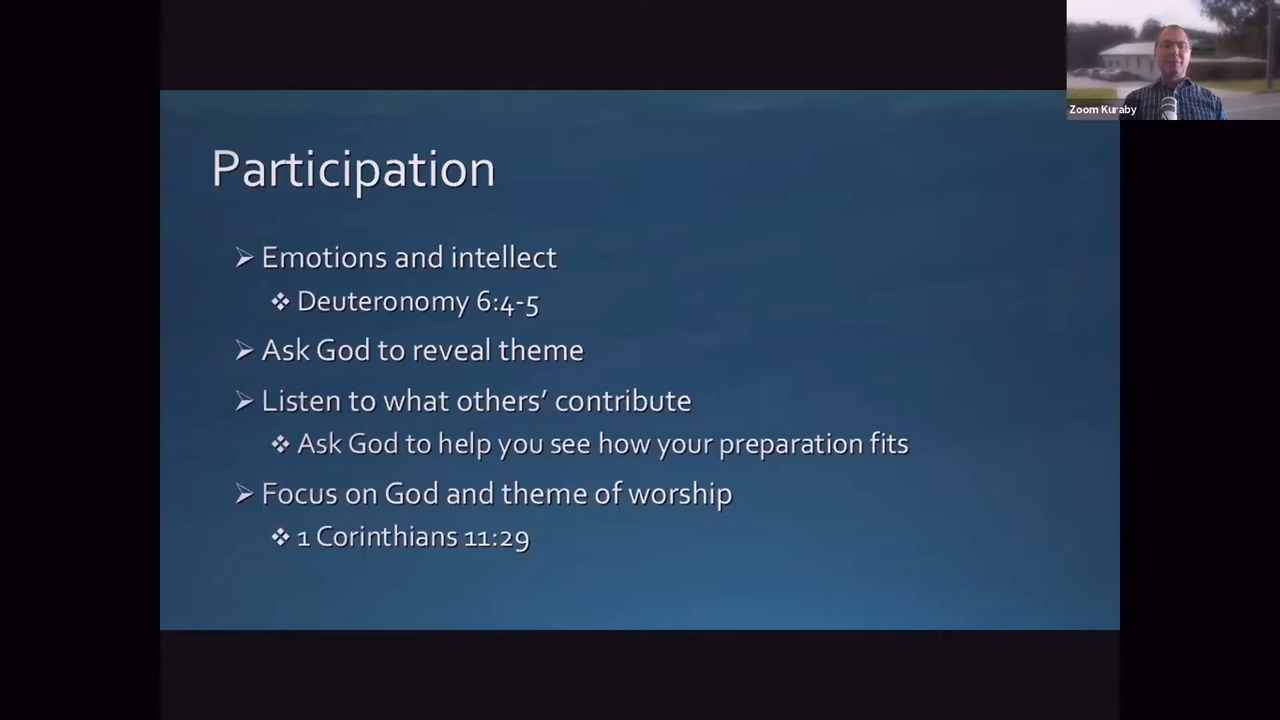 Zoom Kuraby
Participation
➢ Emotions and intellect
❖ Deuteronomy 6:4-5
➢ Ask God to reveal theme
➢ Listen to what others’ contribute
❖ Ask God to help you see how your preparation fits
➢ Focus on God and theme of worship
❖ 1 Corinthians 11:29